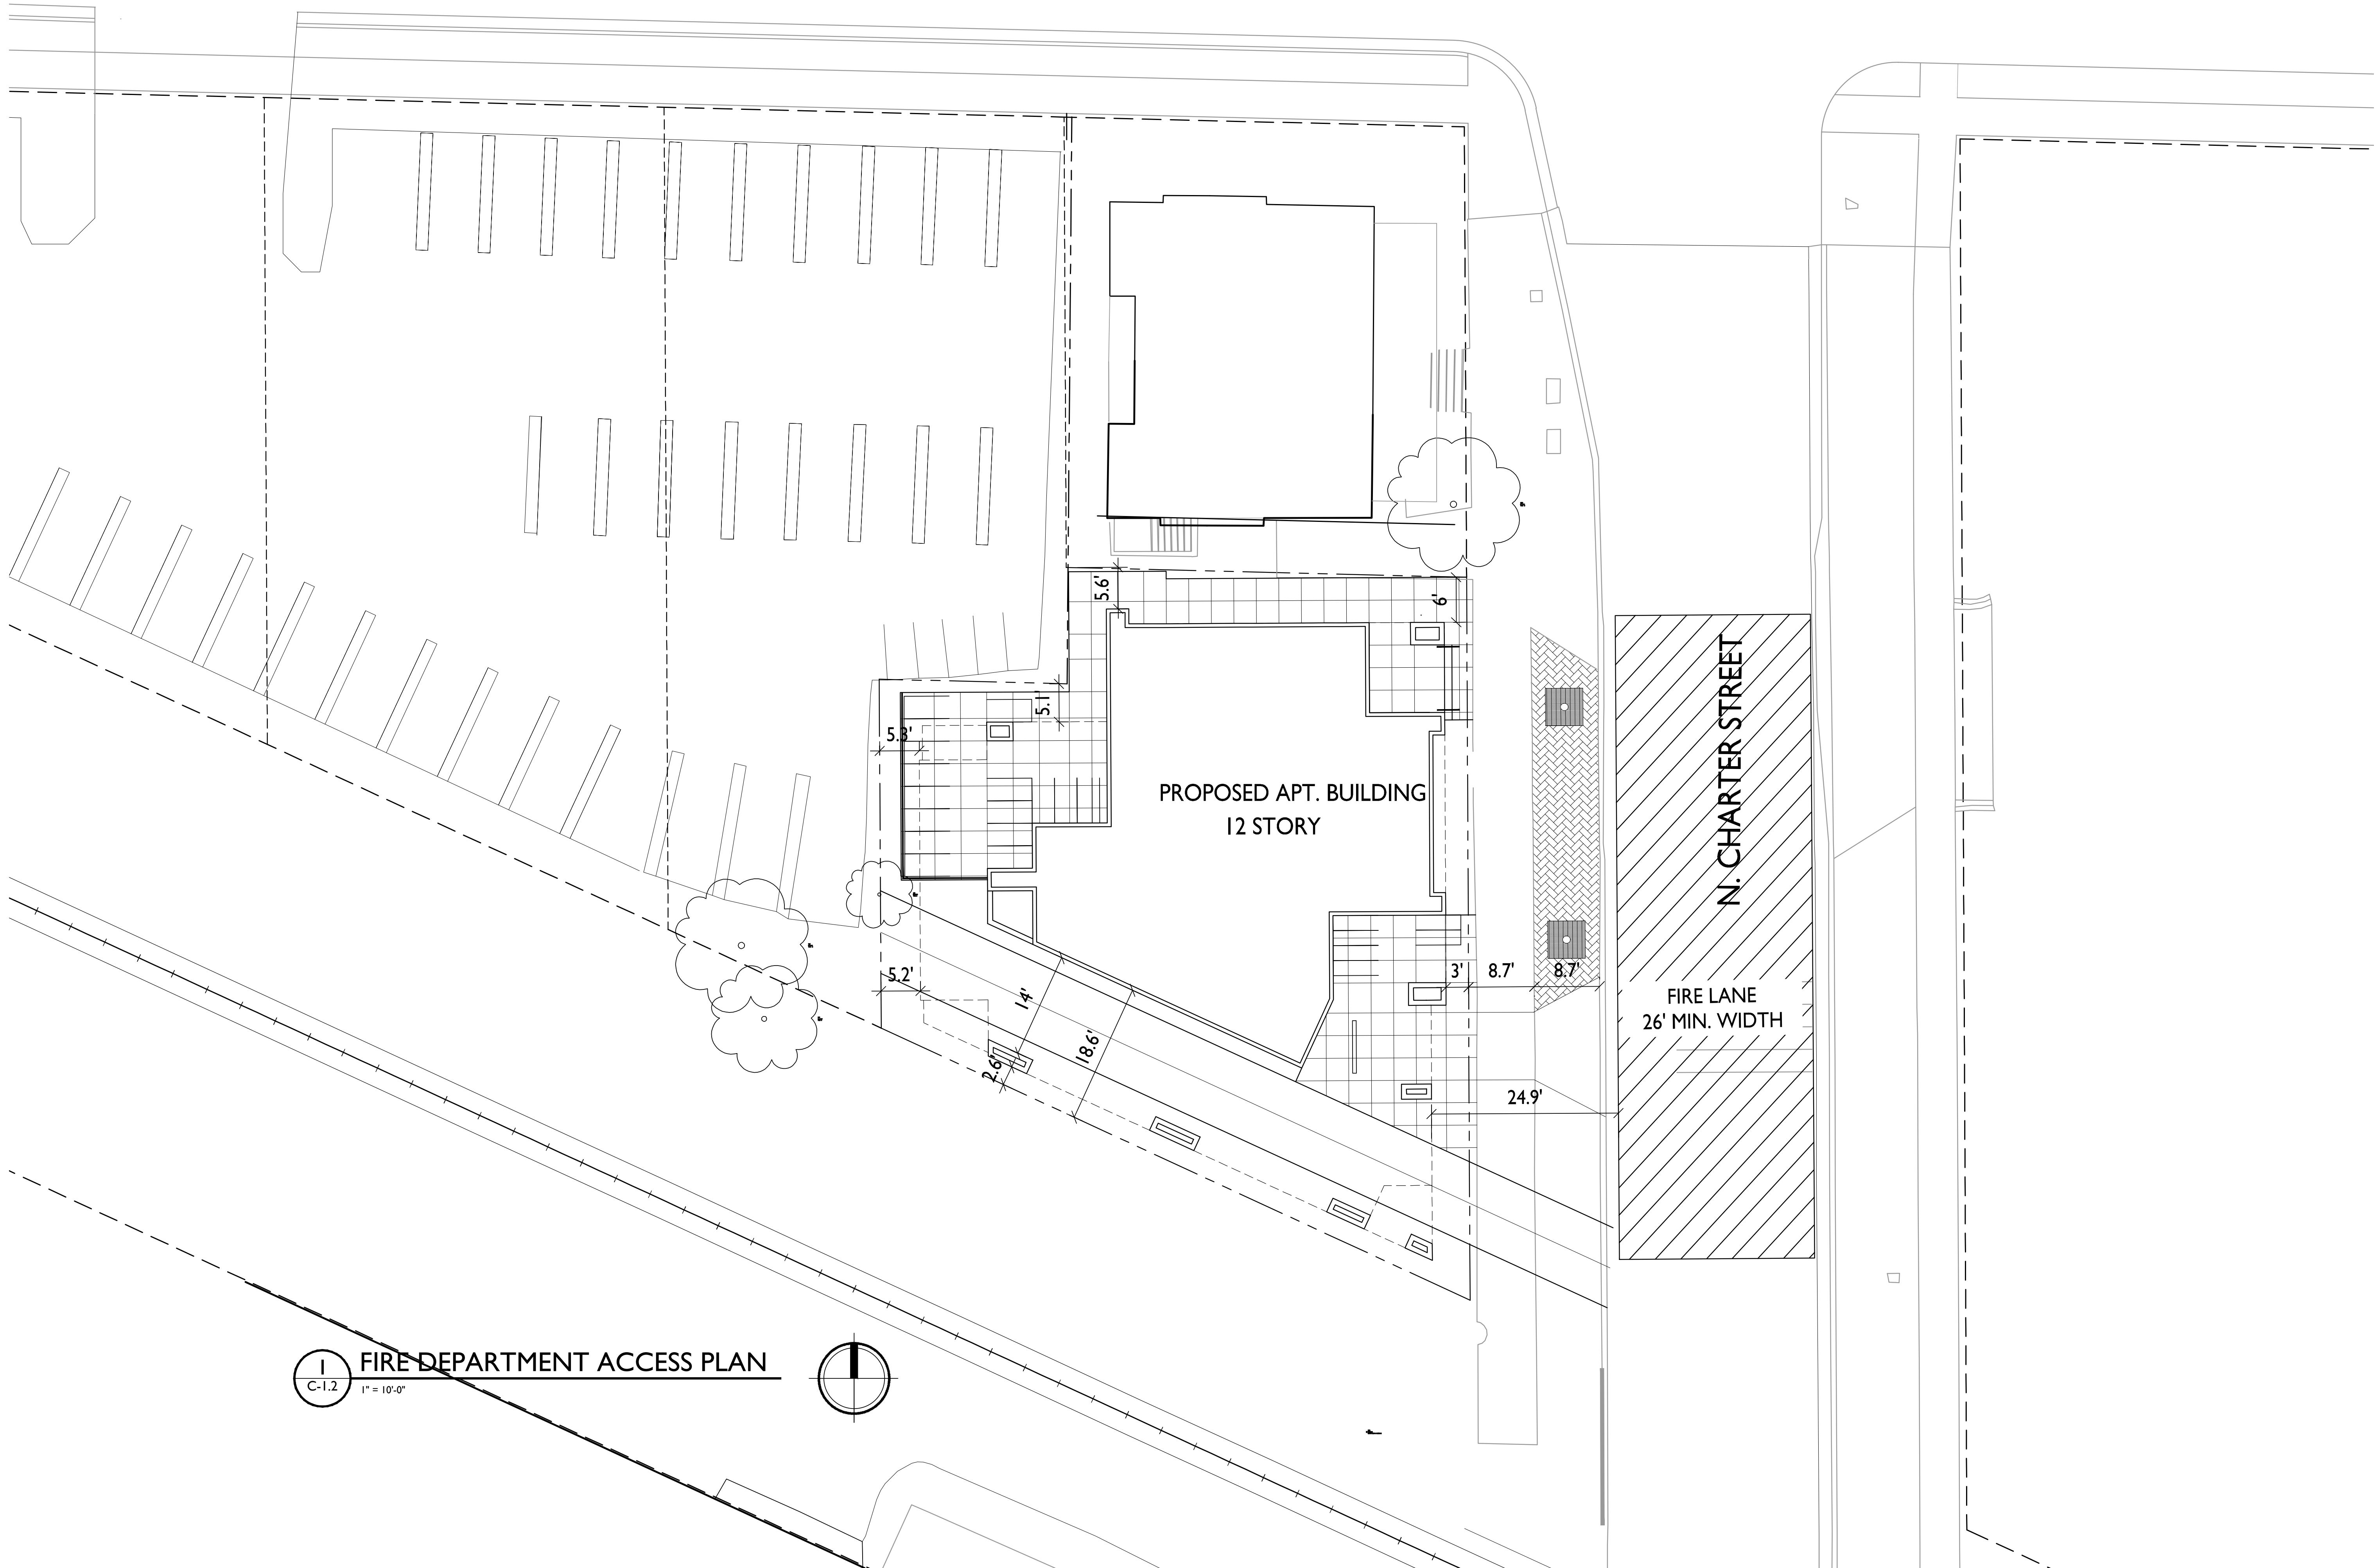 5.6'
6'
5.1'
5.3'
PROPOSED APT. BUILDING
12 STORY
N. CHARTER STREET
5.2'
14'
18.6'
2.6'
3'
8.7'
8.7'
FIRE LANE
26' MIN. WIDTH
24.9'
1
C-1.2
FIRE DEPARTMENT ACCESS PLAN
1" = 10'-0"